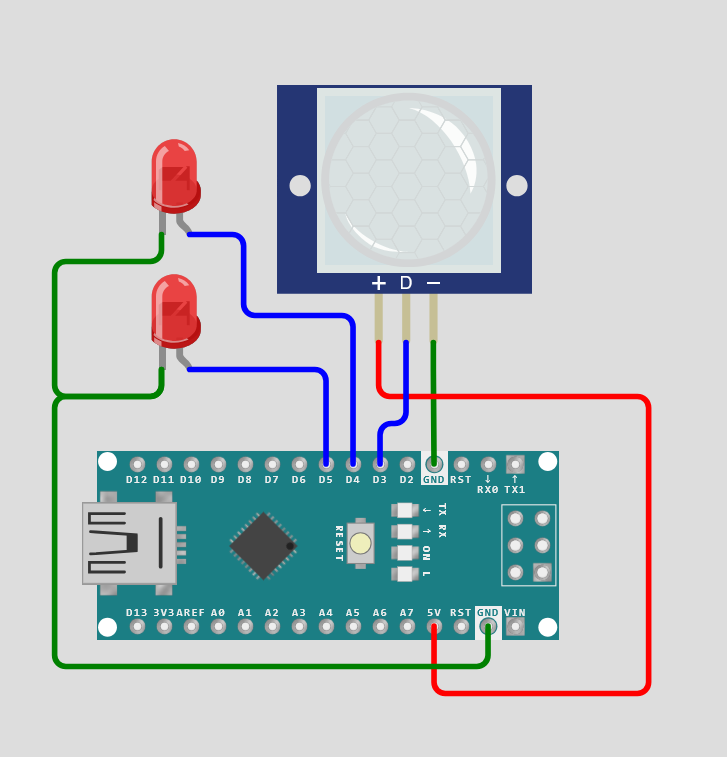 + D −
D12 D11 D10 D9 D8 D7 D6 D5 D4 D3 D2 GND RST ↓ ↑
RX0 TX1
RESET
← TX
→ RX
ON
L
D13 3V3 AREF A0 A1 A2 A3 A4 A5 A6 A7 5V RST GND VIN